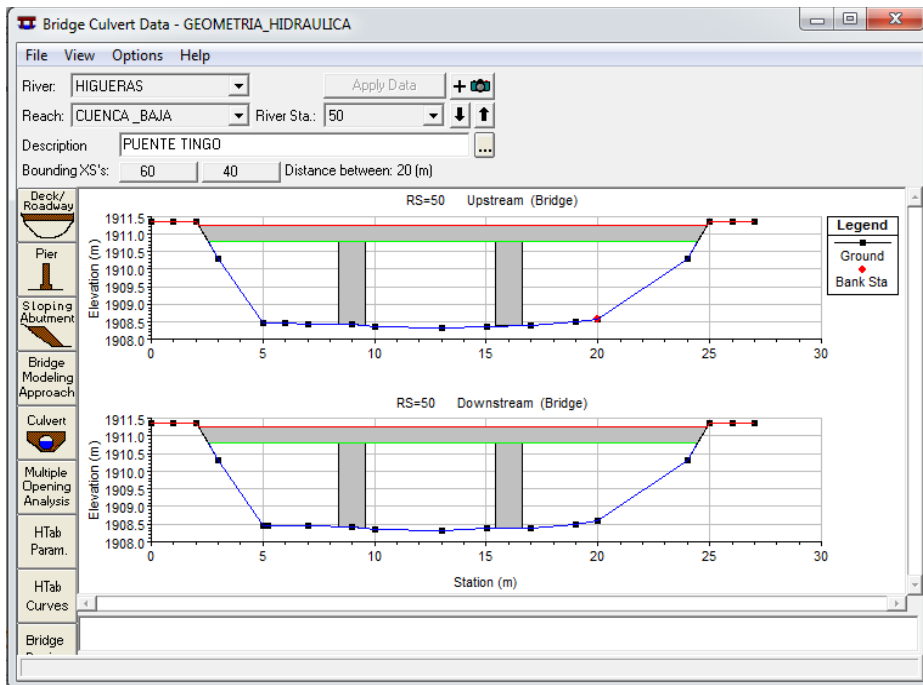 Bridge Culvert Data - GEOMETRIA_HIDRAULICA
File View Options Help
River: HIGUERAS Apply Data +
Reach: CUENCA _BAJA River Sta.: 50
Description PUENTE TINGO ...
Bounding XS's: 60 40 Distance between: 20 (m)
Deck/
Roadway
Pier
Sloping
Abutment
Bridge
Modeling
Approach
Culvert
Multiple
Opening
Analysis
HTab
Param.
HTab
Curves
Bridge
RS=50 Upstream (Bridge)
Elevation (m)
1911.5
1911.0
1910.5
1910.0
1909.5
1909.0
1908.5
1908.0
0 5 10 15 20 25 30
Legend
Ground
Bank Sta
RS=50 Downstream (Bridge)
Elevation (m)
1911.5
1911.0
1910.5
1910.0
1909.5
1909.0
1908.5
1908.0
0 5 10 15 20 25 30
Station (m)